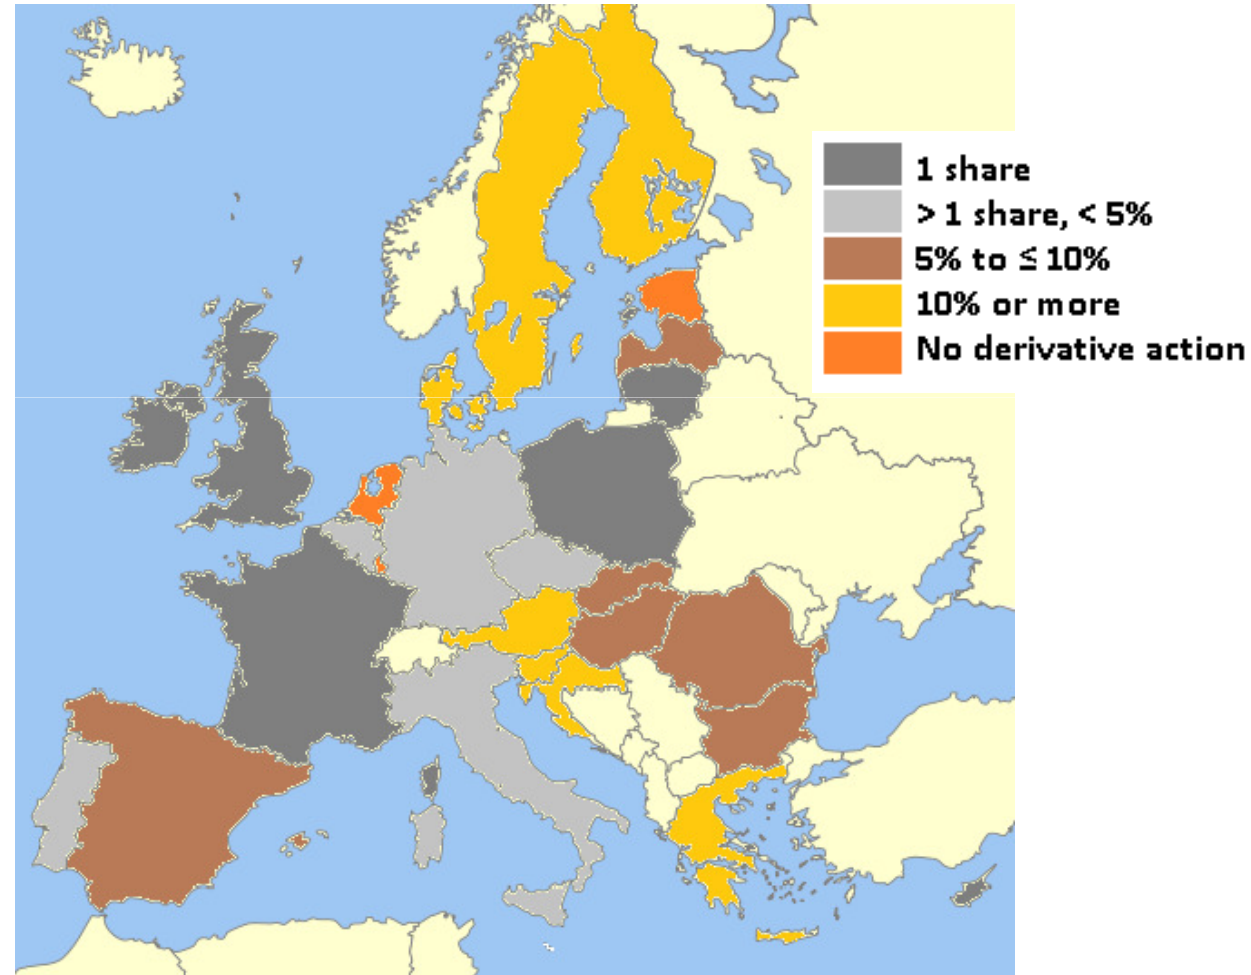 1 share
> 1 share, < 5%
5% to ≤ 10%
10% or more
No derivative action